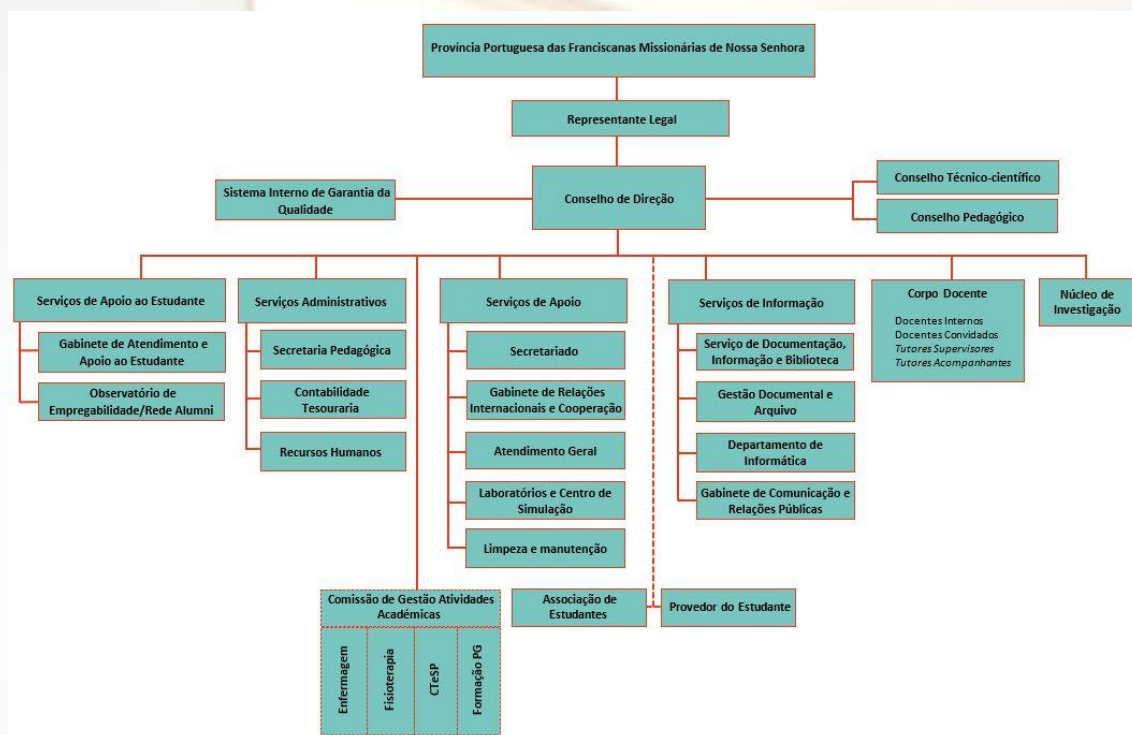 Província Portuguesa das Franciscanas Missionárias de Nossa Senhora
Representante Legal
Sistema Interno de Garantia da
Qualidade
Conselho de Direção
Conselho Técnico-científico
Conselho Pedagógico
Serviços de Apoio ao Estudante
Gabinete de Atendimento e
Apoio ao Estudante
Observatório de
Empregabilidade/Rede Alumni
Serviços Administrativos
Secretaria Pedagógica
Contabilidade
Tesouraria
Recursos Humanos
Serviços de Apoio
Secretariado
Gabinete de Relações
Internacionais e Cooperação
Atendimento Geral
Laboratórios e Centro de
Simulação
Limpeza e manutenção
Serviços de Informação
Serviço de Documentação,
Informação e Biblioteca
Gestão Documental e
Arquivo
Departamento de
Informática
Gabinete de Comunicação e
Relações Públicas
Corpo Docente
Docentes Internos
Docentes Convidados
Tutores Supervisores
Tutores Acompanhantes
Núcleo de
Investigação
Comissão de Gestão Atividades
Académicas
Enfermagem
Fisioterapia
CTeSP
Formação PG
Associação de
Estudantes
Provedor do Estudante